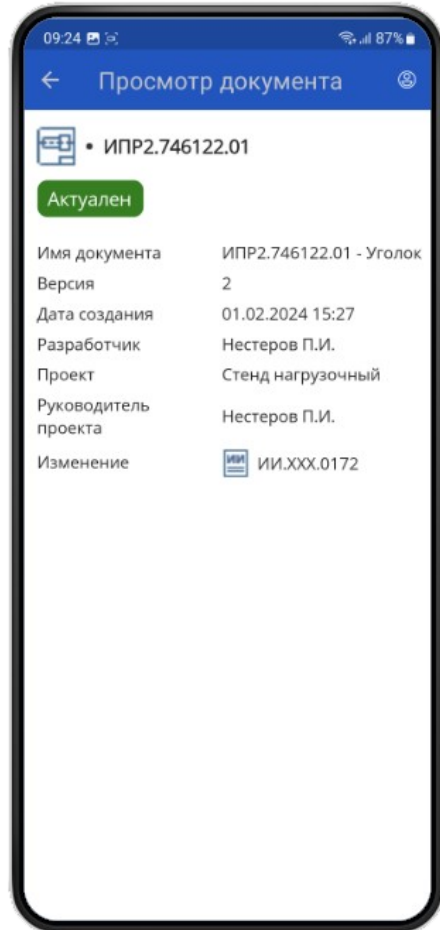 09:24 87%
Просмотр документа
• ИПР2.746122.01
Актуален
Имя документа ИПР2.746122.01 - Уголок
Версия 2
Дата создания 01.02.2024 15:27
Разработчик Нестеров П.И.
Проект Стенд нагрузочный
Руководитель
проекта Нестеров П.И.
Изменение ИИ ИИ.XXX.0172